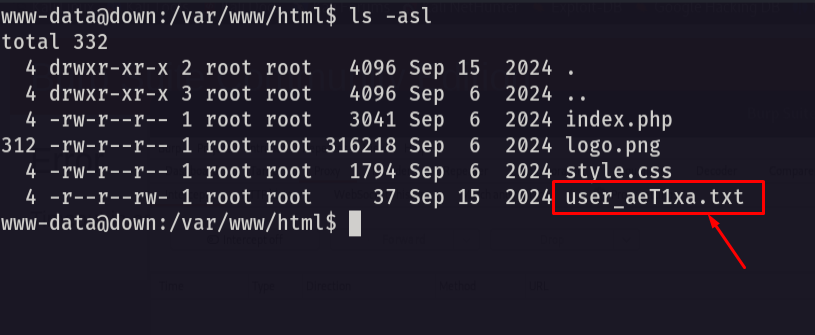 www-data@down:/var/www/html$ ls -asl
total 332
  4 drwxr-xr-x 2 root root   4096 Sep 15  2024 .
  4 drwxr-xr-x 3 root root   4096 Sep  6  2024 ..
  4 -rw-r--r-- 1 root root   3041 Sep  6  2024 index.php
312 -rw-r--r-- 1 root root 316218 Sep  6  2024 logo.png
  4 -rw-r--r-- 1 root root   1794 Sep  6  2024 style.css
  4 -r--r--rw- 1 root root     37 Sep 15  2024 user_aeT1xa.txt
www-data@down:/var/www/html$